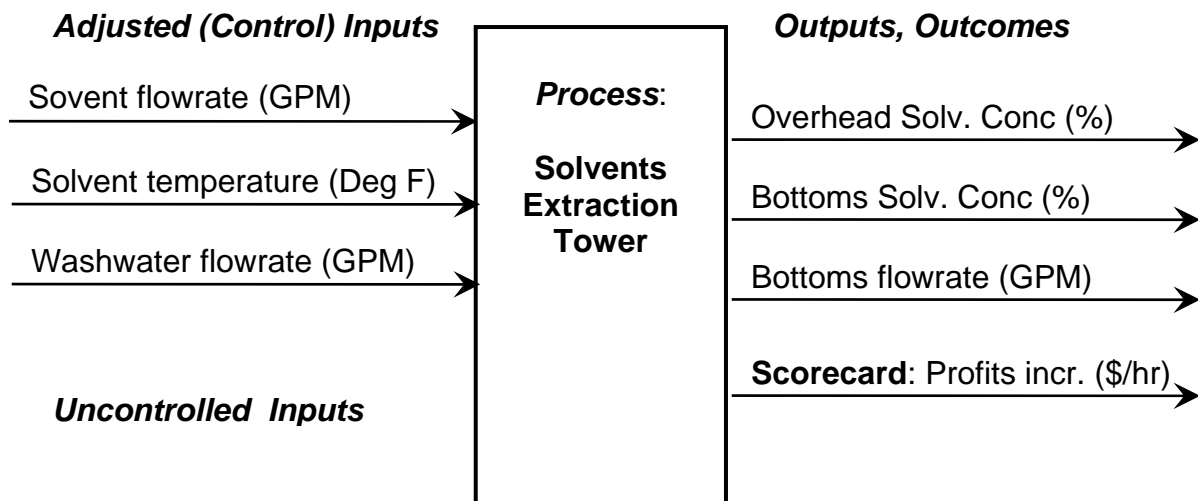 Adjusted (Control) Inputs
Sovent flowrate (GPM)
Solvent temperature (Deg F)
Washwater flowrate (GPM)
Uncontrolled Inputs
Process:
Solvents
Extraction
Tower
Outputs, Outcomes
Overhead Solv. Conc (%)
Bottoms Solv. Conc (%)
Bottoms flowrate (GPM)
Scorecard: Profits incr. ($/hr)